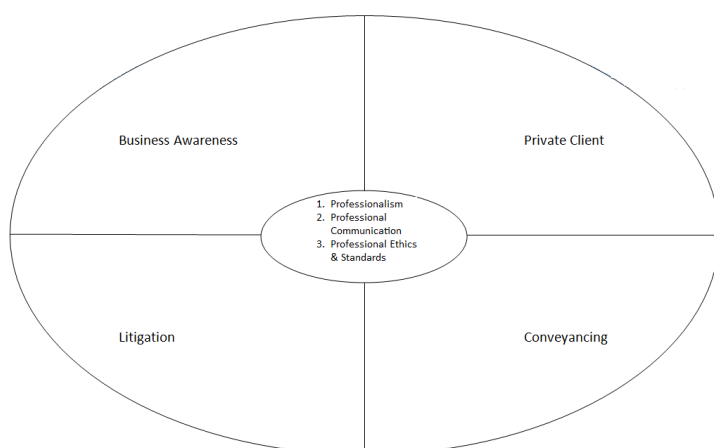 Business Awareness
Private Client
1. Professionalism
2. Professional
Communication
3. Professional Ethics
& Standards
Litigation
Conveyancing